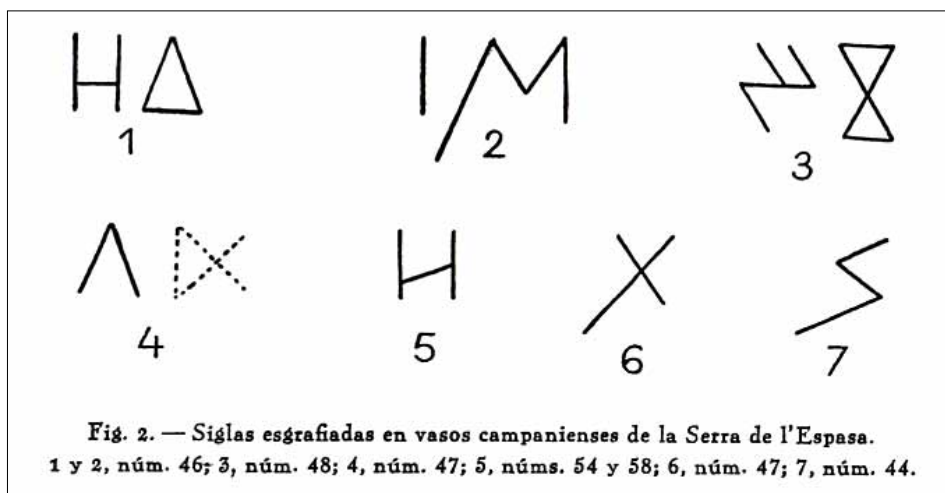 1 2 3
4 5 6 7
Fig. 2. — Siglas esgrafiadas en vasos campanienses de la Serra de l'Espasa.
1 y 2, núm. 46; 3, núm. 48; 4, núm. 47; 5, núms. 54 y 58; 6, núm. 47; 7, núm. 44.